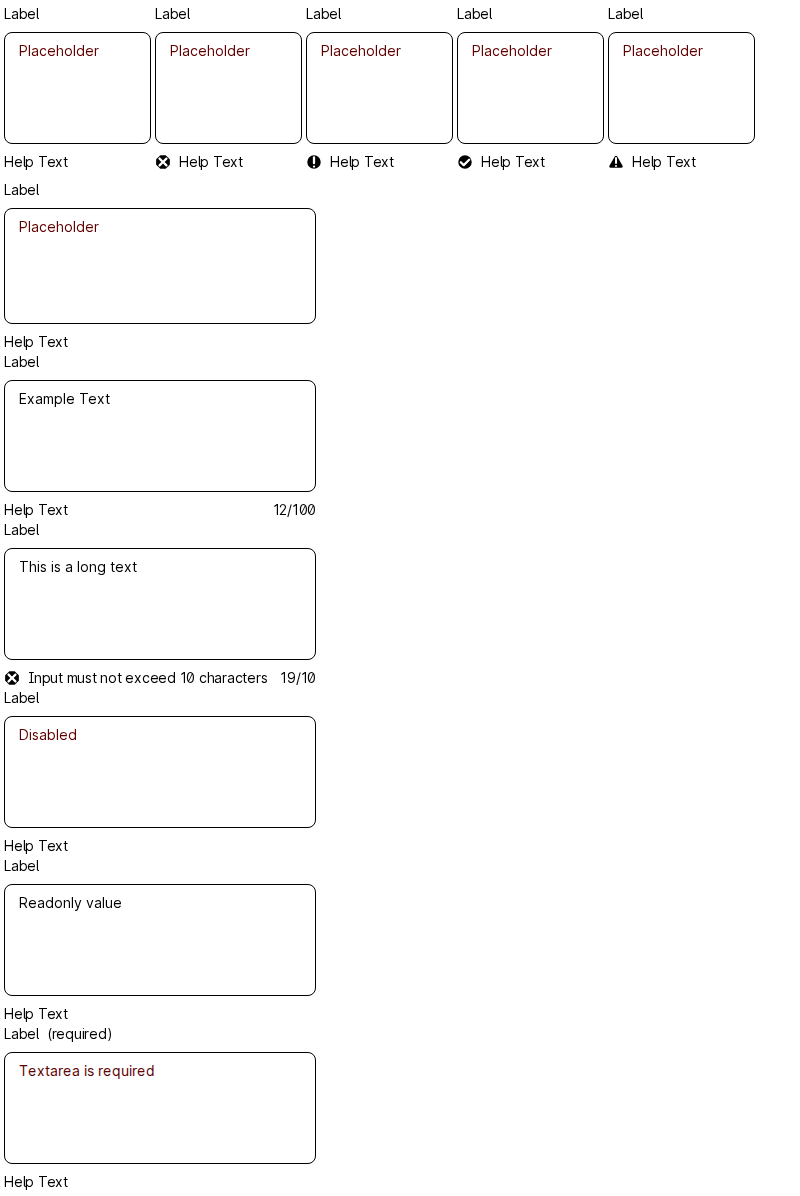 Label Label Label Label Label
Placeholder Placeholder Placeholder Placeholder Placeholder
Help Text Help Text Help Text Help Text Help Text
Label
Placeholder
Help Text
Label
Example Text
Help Text 12/100
Label
This is a long text
Input must not exceed 10 characters 19/10
Label
Disabled
Help Text
Label
Readonly value
Help Text
Label (required)
Textarea is required
Help Text